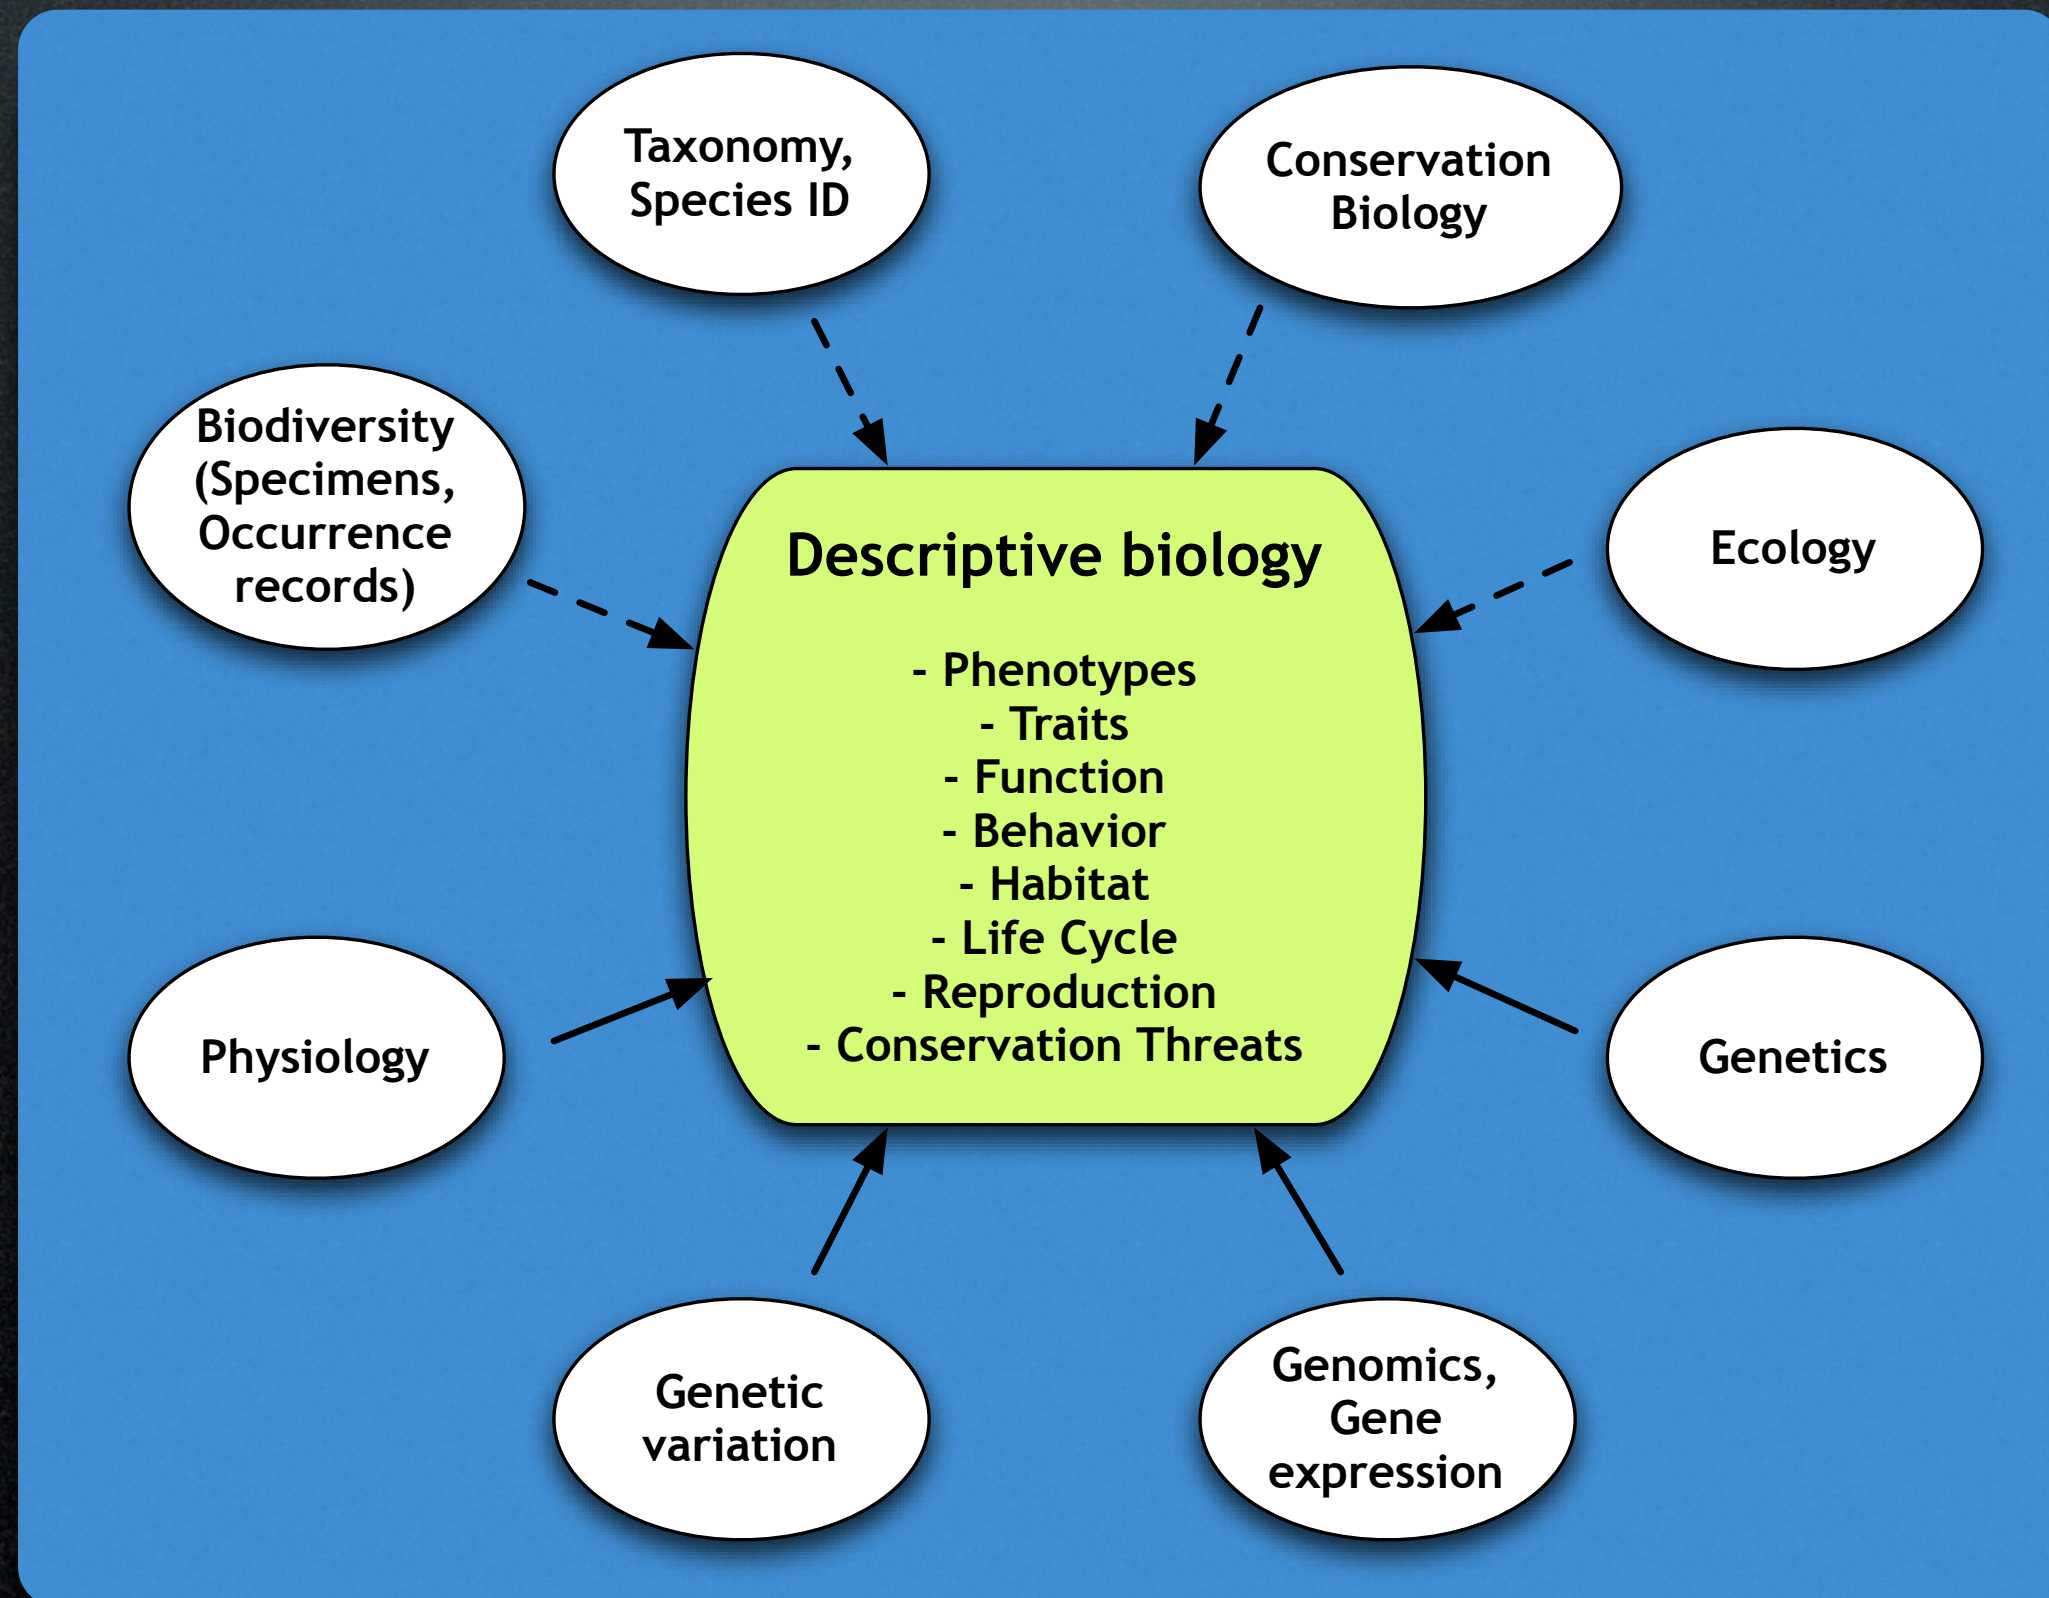 Taxonomy,
Species ID
Conservation
Biology
Biodiversity
(Specimens,
Occurrence
records)
Ecology
Descriptive biology
- Phenotypes
- Traits
- Function
- Behavior
- Habitat
- Life Cycle
- Reproduction
- Conservation Threats
Physiology
Genetics
Genetic
variation
Genomics,
Gene
expression